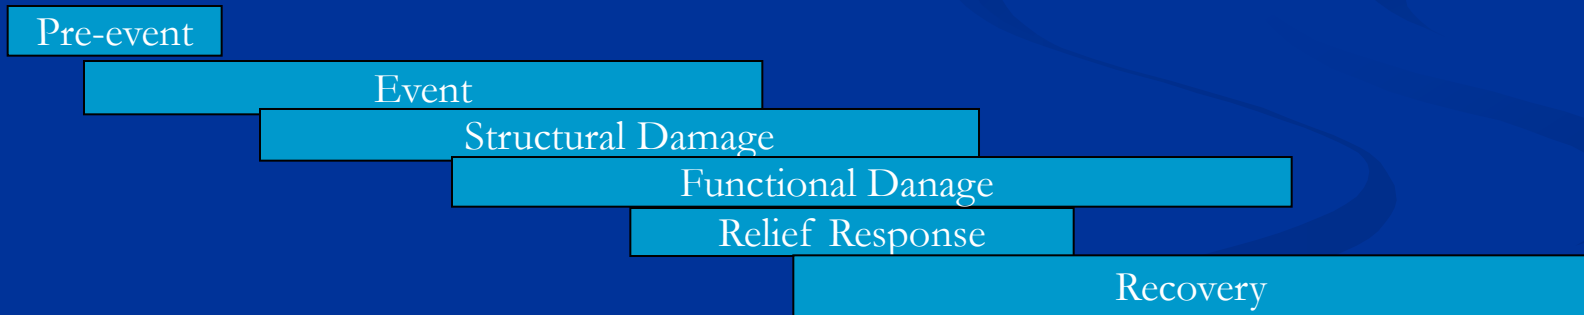 Pre-event
Event
Structural Damage
Functional Danage
Relief Response
Recovery